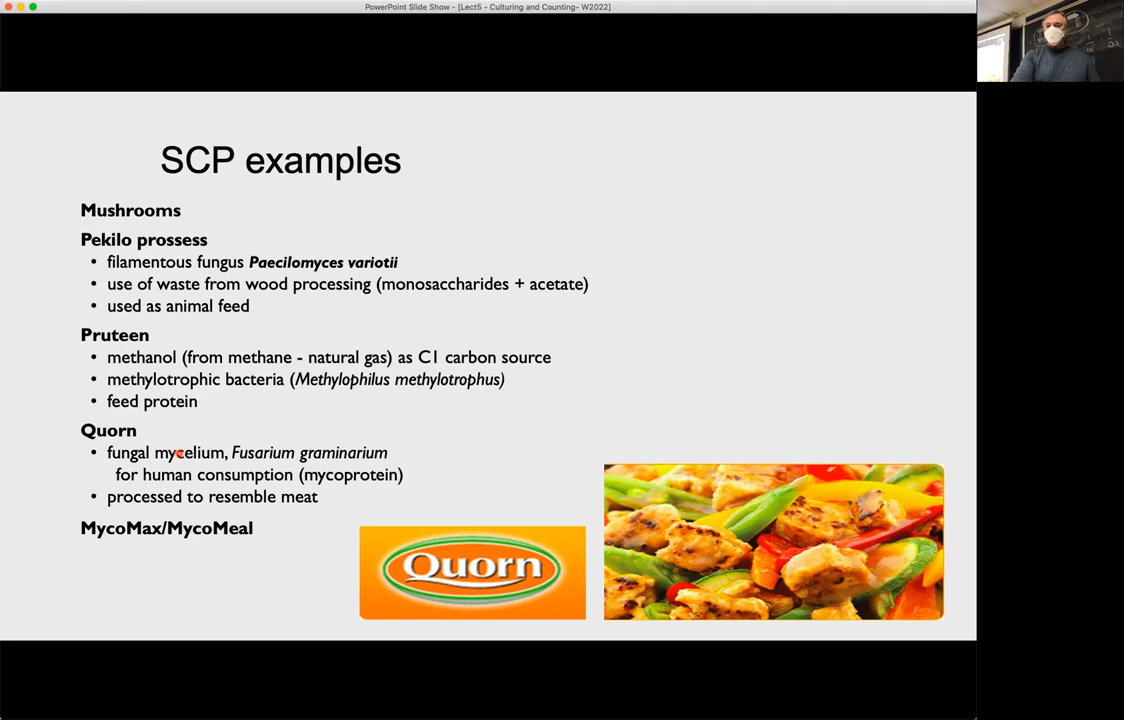 PowerPoint Slide Show - [Lect5 - Culturing and Counting- W2022]
SCP examples
Mushrooms
Pekilo prossess
• filamentous fungus Paecilomyces variotii
• use of waste from wood processing (monosaccharides + acetate)
• used as animal feed
Pruteen
• methanol (from methane - natural gas) as C1 carbon source
• methylotrophic bacteria (Methylophilus methylotrophus)
• feed protein
Quorn
• fungal mycelium, Fusarium graminarium
for human consumption (mycoprotein)
• processed to resemble meat
MycoMax/MycoMeal
Quorn